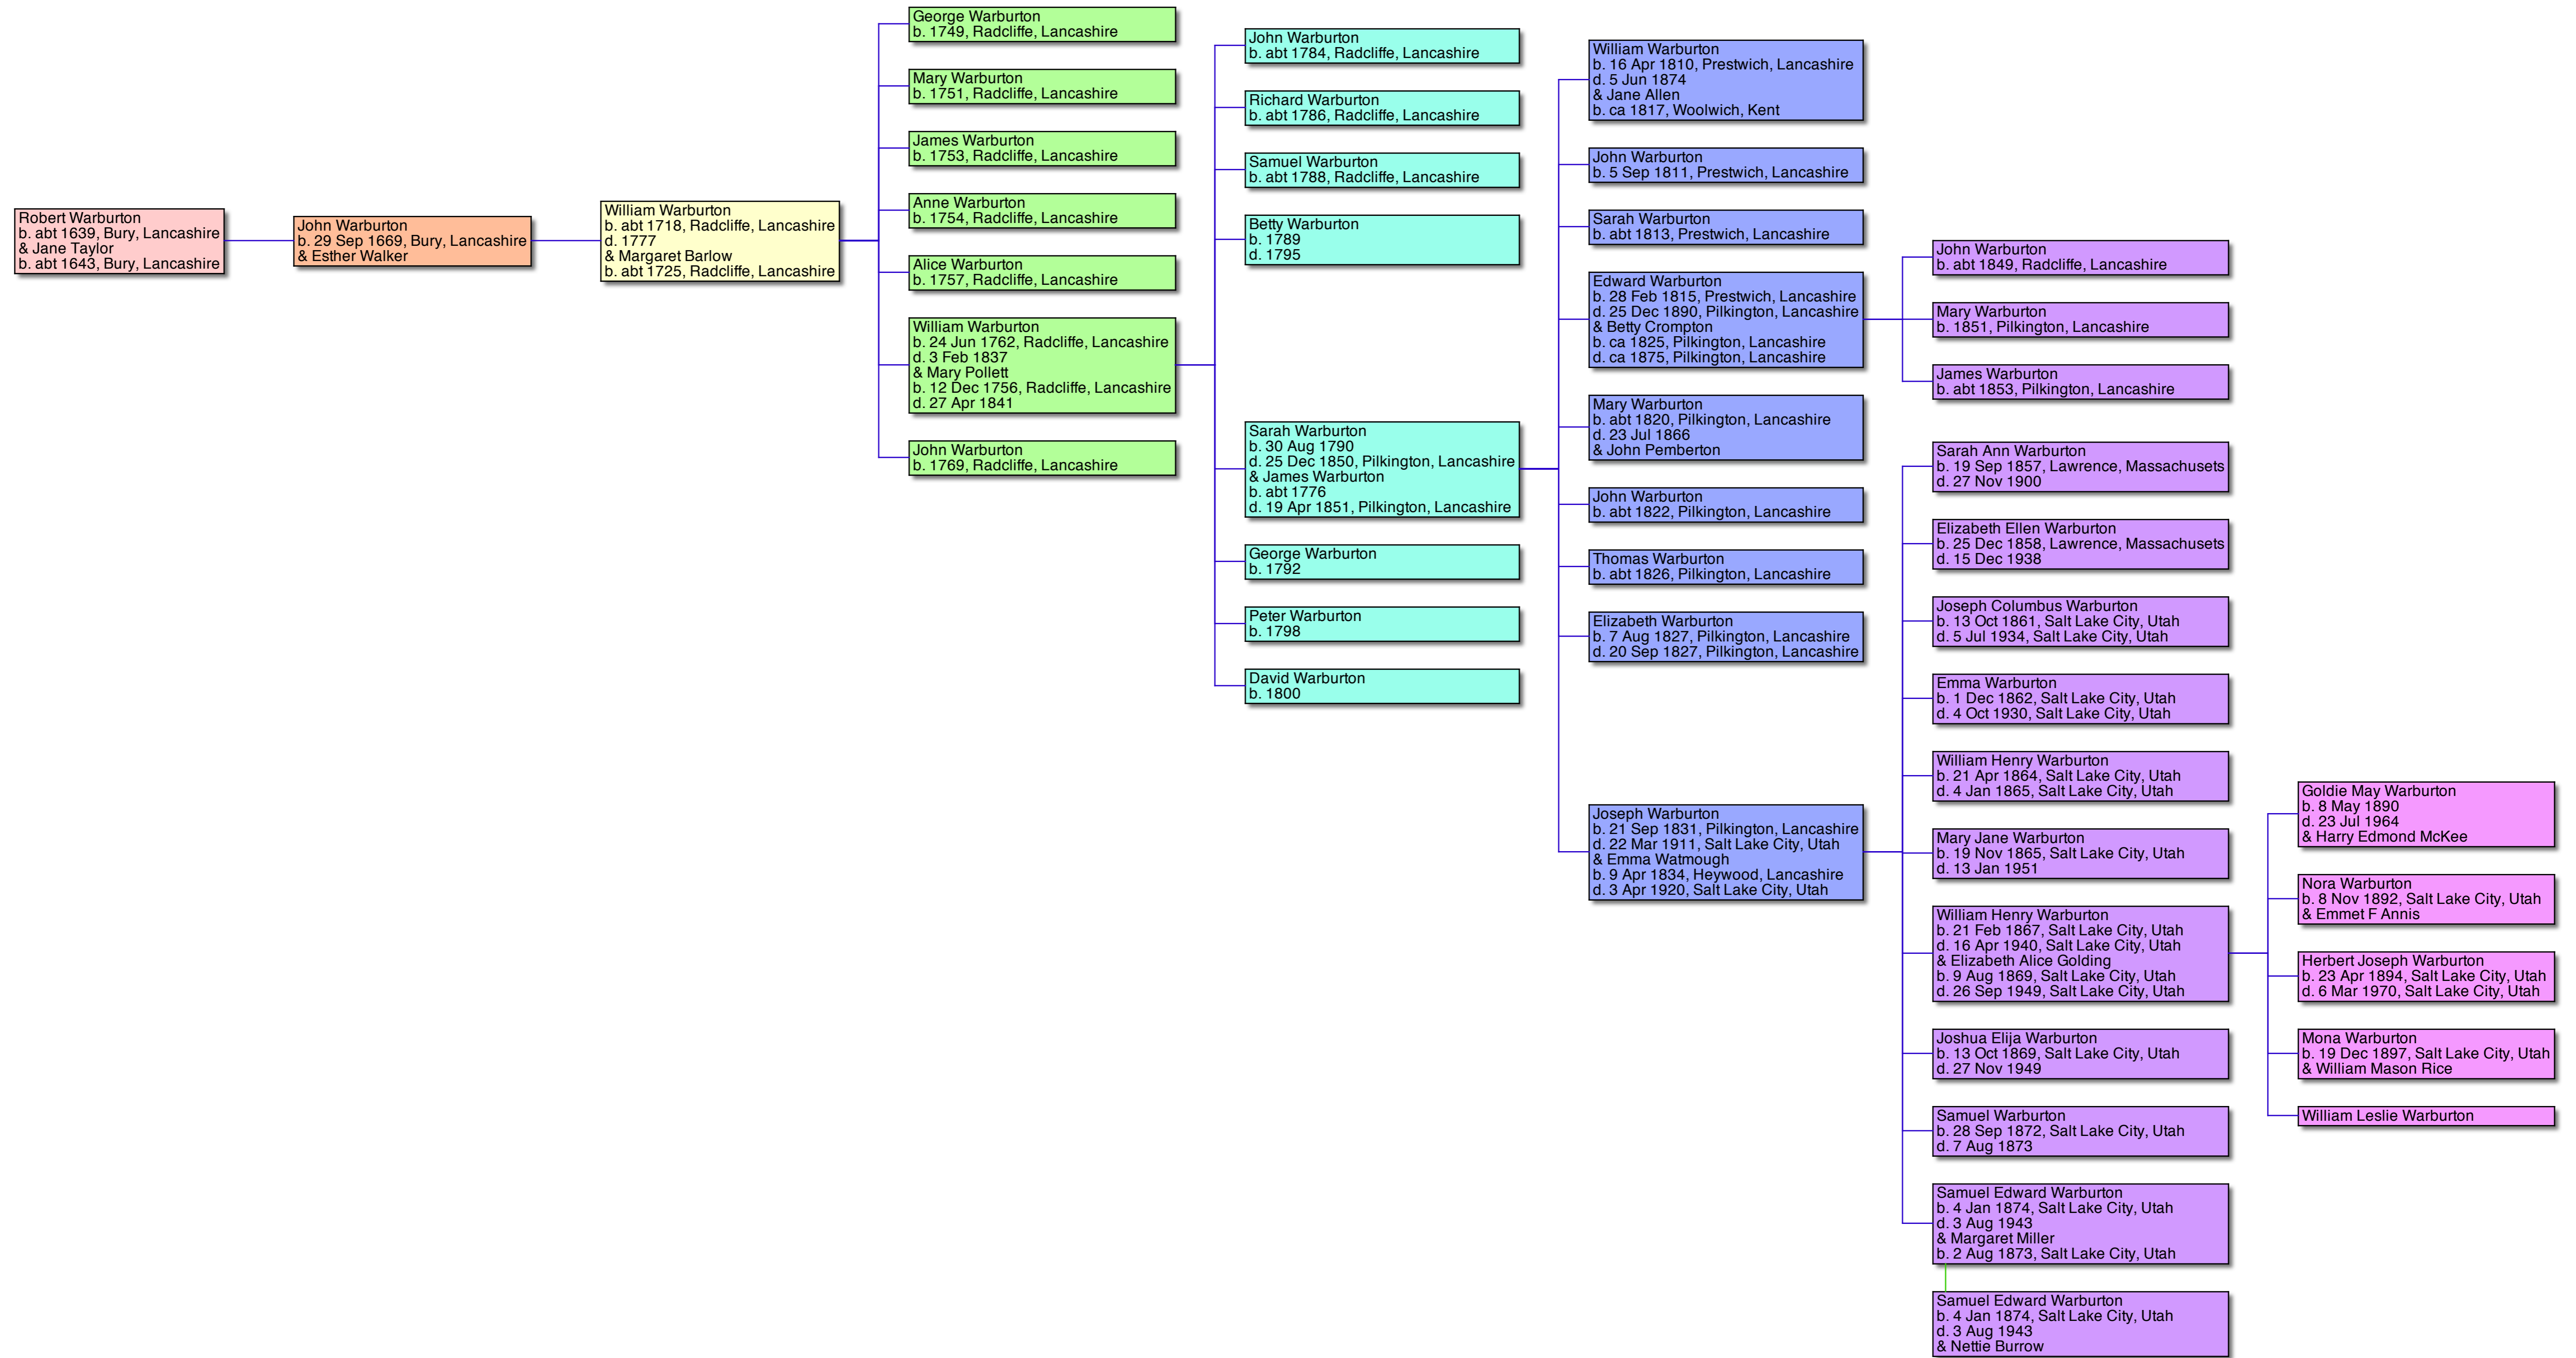 Robert Warburton
b. abt 1639, Bury, Lancashire
& Jane Taylor
b. abt 1643, Bury, Lancashire
John Warburton
b. 29 Sep 1669, Bury, Lancashire
& Esther Walker
William Warburton
b. abt 1718, Radcliffe, Lancashire
d. 1777
& Margaret Barlow
b. abt 1725, Radcliffe, Lancashire
George Warburton
b. 1749, Radcliffe, Lancashire
Mary Warburton
b. 1751, Radcliffe, Lancashire
James Warburton
b. 1753, Radcliffe, Lancashire
Anne Warburton
b. 1754, Radcliffe, Lancashire
Alice Warburton
b. 1757, Radcliffe, Lancashire
William Warburton
b. 24 Jun 1762, Radcliffe, Lancashire
d. 3 Feb 1837
& Mary Pollett
b. 12 Dec 1756, Radcliffe, Lancashire
d. 27 Apr 1841
John Warburton
b. 1769, Radcliffe, Lancashire
John Warburton
b. abt 1784, Radcliffe, Lancashire
Richard Warburton
b. abt 1786, Radcliffe, Lancashire
Samuel Warburton
b. abt 1788, Radcliffe, Lancashire
Betty Warburton
b. 1789
d. 1795
Sarah Warburton
b. 30 Aug 1790
d. 25 Dec 1850, Pilkington, Lancashire
& James Warburton
b. abt 1776
d. 19 Apr 1851, Pilkington, Lancashire
George Warburton
b. 1792
Peter Warburton
b. 1798
David Warburton
b. 1800
William Warburton
b. 16 Apr 1810, Prestwich, Lancashire
d. 5 Jun 1874
& Jane Allen
b. ca 1817, Woolwich, Kent
John Warburton
b. 5 Sep 1811, Prestwich, Lancashire
Sarah Warburton
b. abt 1813, Prestwich, Lancashire
Edward Warburton
b. 28 Feb 1815, Prestwich, Lancashire
d. 25 Dec 1890, Pilkington, Lancashire
& Betty Crompton
b. ca 1825, Pilkington, Lancashire
d. ca 1875, Pilkington, Lancashire
Mary Warburton
b. abt 1820, Pilkington, Lancashire
d. 23 Jul 1866
& John Pemberton
John Warburton
b. abt 1822, Pilkington, Lancashire
Thomas Warburton
b. abt 1826, Pilkington, Lancashire
Elizabeth Warburton
b. 7 Aug 1827, Pilkington, Lancashire
d. 20 Sep 1827, Pilkington, Lancashire
Joseph Warburton
b. 21 Sep 1831, Pilkington, Lancashire
d. 22 Mar 1911, Salt Lake City, Utah
& Emma Watmough
b. 9 Apr 1834, Heywood, Lancashire
d. 3 Apr 1920, Salt Lake City, Utah
John Warburton
b. abt 1849, Radcliffe, Lancashire
Mary Warburton
b. 1851, Pilkington, Lancashire
James Warburton
b. abt 1853, Pilkington, Lancashire
Sarah Ann Warburton
b. 19 Sep 1857, Lawrence, Massachusets
d. 27 Nov 1900
Elizabeth Ellen Warburton
b. 25 Dec 1858, Lawrence, Massachusets
d. 15 Dec 1938
Joseph Columbus Warburton
b. 13 Oct 1861, Salt Lake City, Utah
d. 5 Jul 1934, Salt Lake City, Utah
Emma Warburton
b. 1 Dec 1862, Salt Lake City, Utah
d. 4 Oct 1930, Salt Lake City, Utah
William Henry Warburton
b. 21 Apr 1864, Salt Lake City, Utah
d. 4 Jan 1865, Salt Lake City, Utah
Mary Jane Warburton
b. 19 Nov 1865, Salt Lake City, Utah
d. 13 Jan 1951
William Henry Warburton
b. 21 Feb 1867, Salt Lake City, Utah
d. 16 Apr 1940, Salt Lake City, Utah
& Elizabeth Alice Golding
b. 9 Aug 1869, Salt Lake City, Utah
d. 26 Sep 1949, Salt Lake City, Utah
Joshua Elija Warburton
b. 13 Oct 1869, Salt Lake City, Utah
d. 27 Nov 1949
Samuel Warburton
b. 28 Sep 1872, Salt Lake City, Utah
d. 7 Aug 1873
Samuel Edward Warburton
b. 4 Jan 1874, Salt Lake City, Utah
d. 3 Aug 1943
& Margaret Miller
b. 2 Aug 1873, Salt Lake City, Utah
Samuel Edward Warburton
b. 4 Jan 1874, Salt Lake City, Utah
d. 3 Aug 1943
& Nettie Burrow
Goldie May Warburton
b. 8 May 1890
d. 23 Jul 1964
& Harry Edmond McKee
Nora Warburton
b. 8 Nov 1892, Salt Lake City, Utah
& Emmet F Annis
Herbert Joseph Warburton
b. 23 Apr 1894, Salt Lake City, Utah
d. 6 Mar 1970, Salt Lake City, Utah
Mona Warburton
b. 19 Dec 1897, Salt Lake City, Utah
& William Mason Rice
William Leslie Warburton